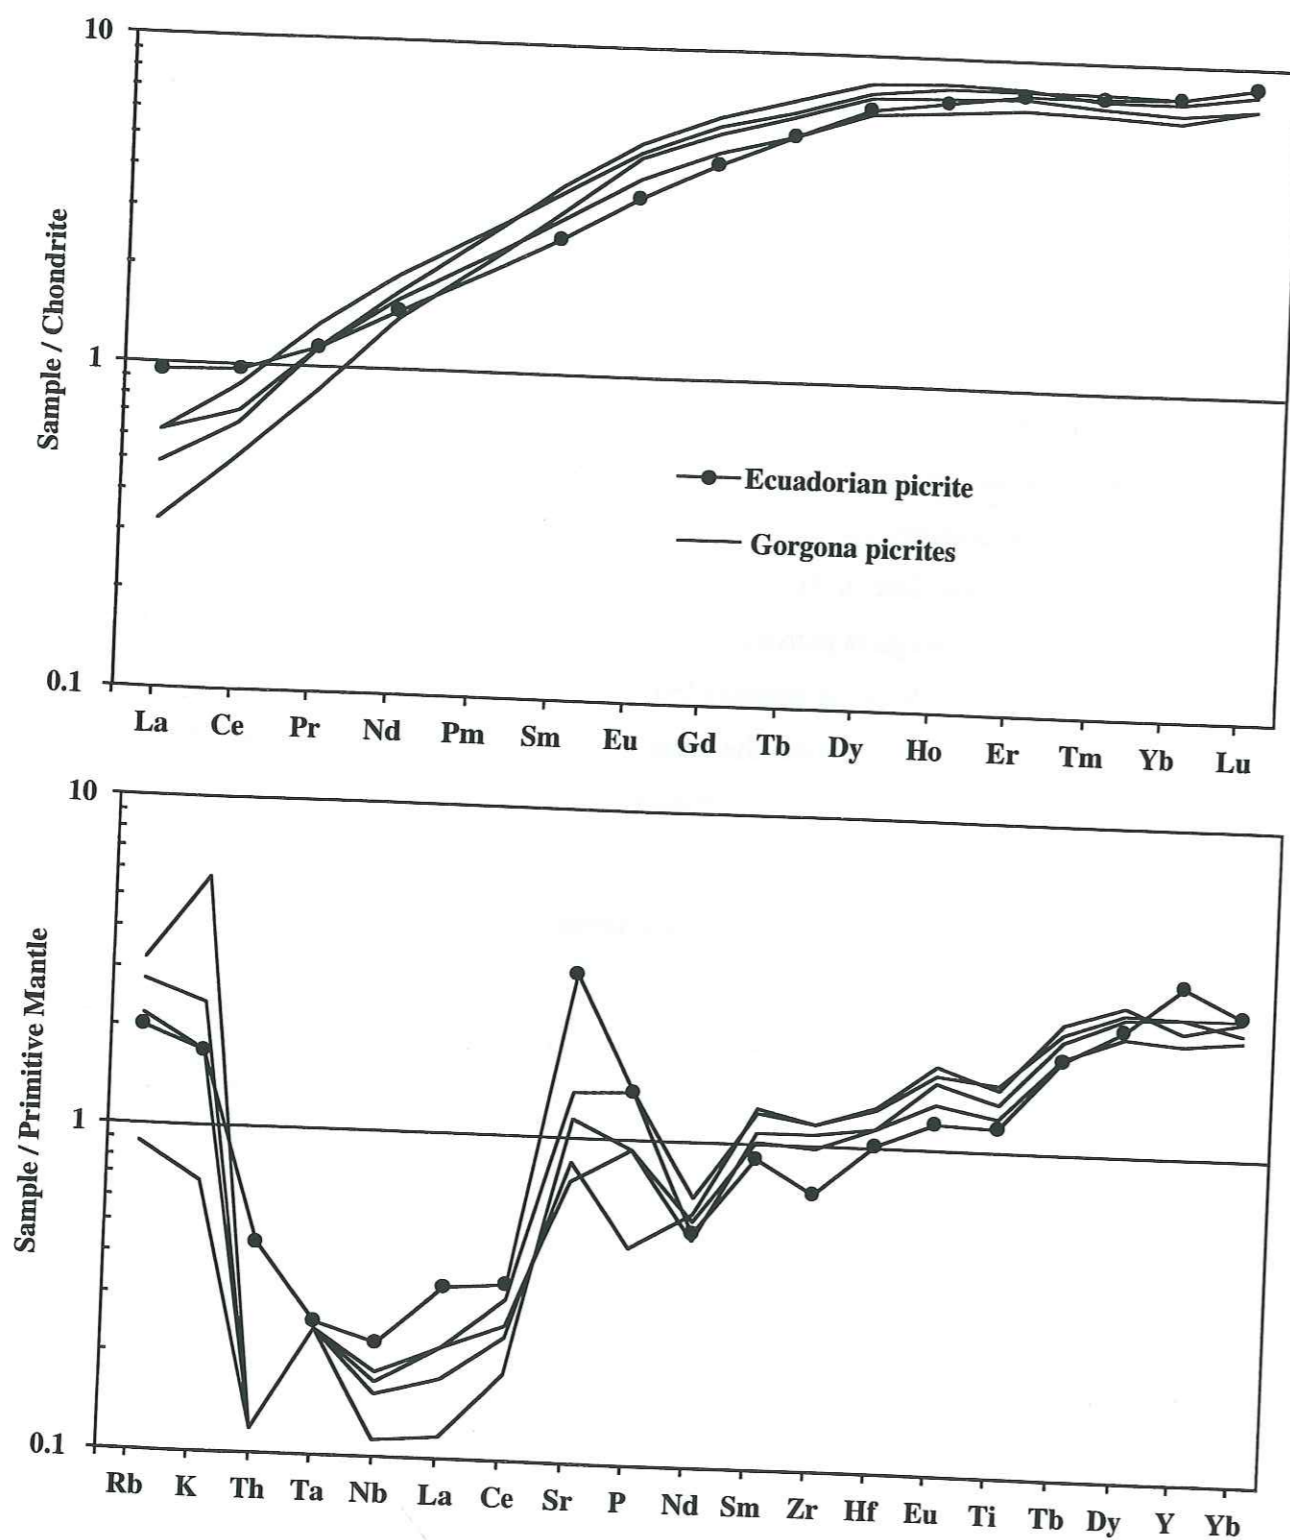 10
1
0.1
Sample / Chondrite
Ecuadorian picrite
Gorgona picrites
La Ce Pr Nd Pm Sm Eu Gd Tb Dy Ho Er Tm Yb Lu
10
1
0.1
Sample / Primitive Mantle
Rb K Th Ta Nb La Ce Sr P Nd Sm Zr Hf Eu Ti Tb Dy Y Yb